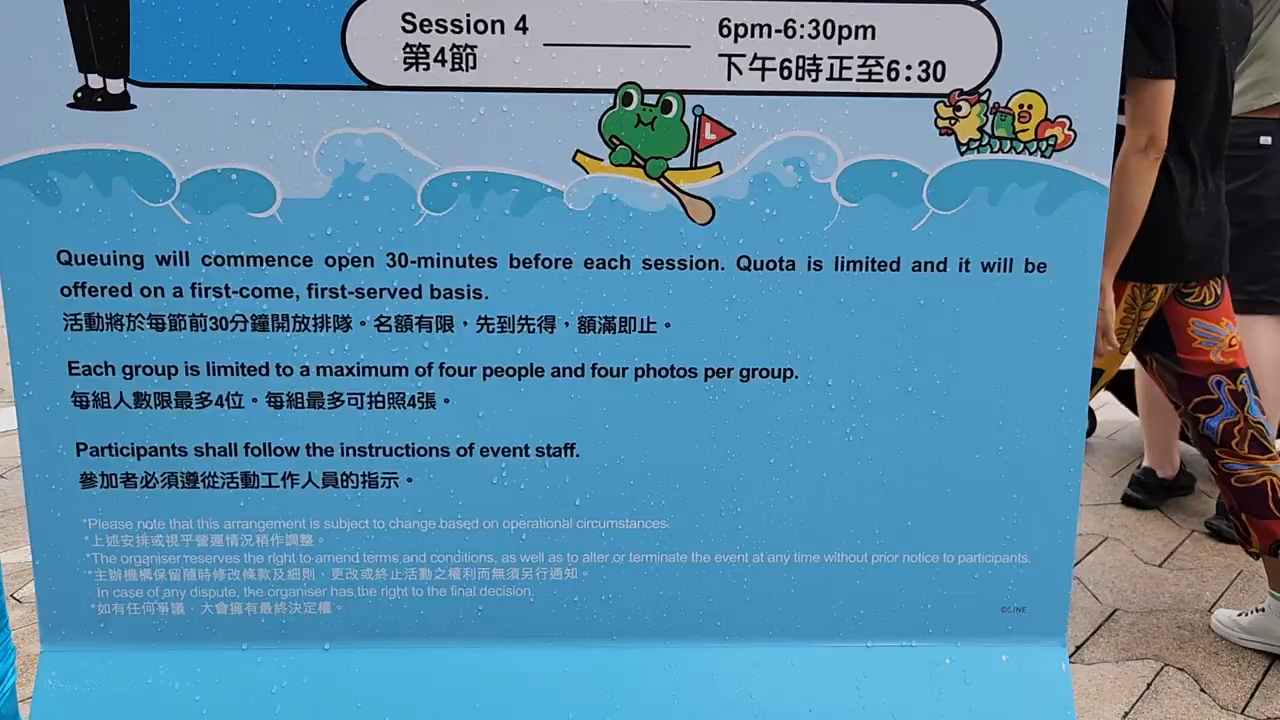 Session 4
第4節
6pm-6:30pm
下午6時正至6:30
L
Queuing will commence open 30-minutes before each session. Quota is limited and it will be
offered on a first-come, first-served basis.
活動將於每節前30分鐘開放排隊。名額有限，先到先得，額滿即止。
Each group is limited to a maximum of four people and four photos per group.
每組人數限最多4位。每組最多可拍照4張。
Participants shall follow the instructions of event staff.
參加者必須遵從活動工作人員的指示。
*Please note that this arrangement is subject to change based on operational circumstances.
*上述安排或視乎營運情況稍作調整。
*The organiser reserves the right to amend terms and conditions, as well as to alter or terminate the event at any time without prior notice to participants.
*主辦機構保留隨時修改條款及細則、更改或終止活動之權利而無須另行通知。
In case of any dispute, the organiser has the right to the final decision.
*如有任何爭議，大會擁有最終決定權。
©LINE